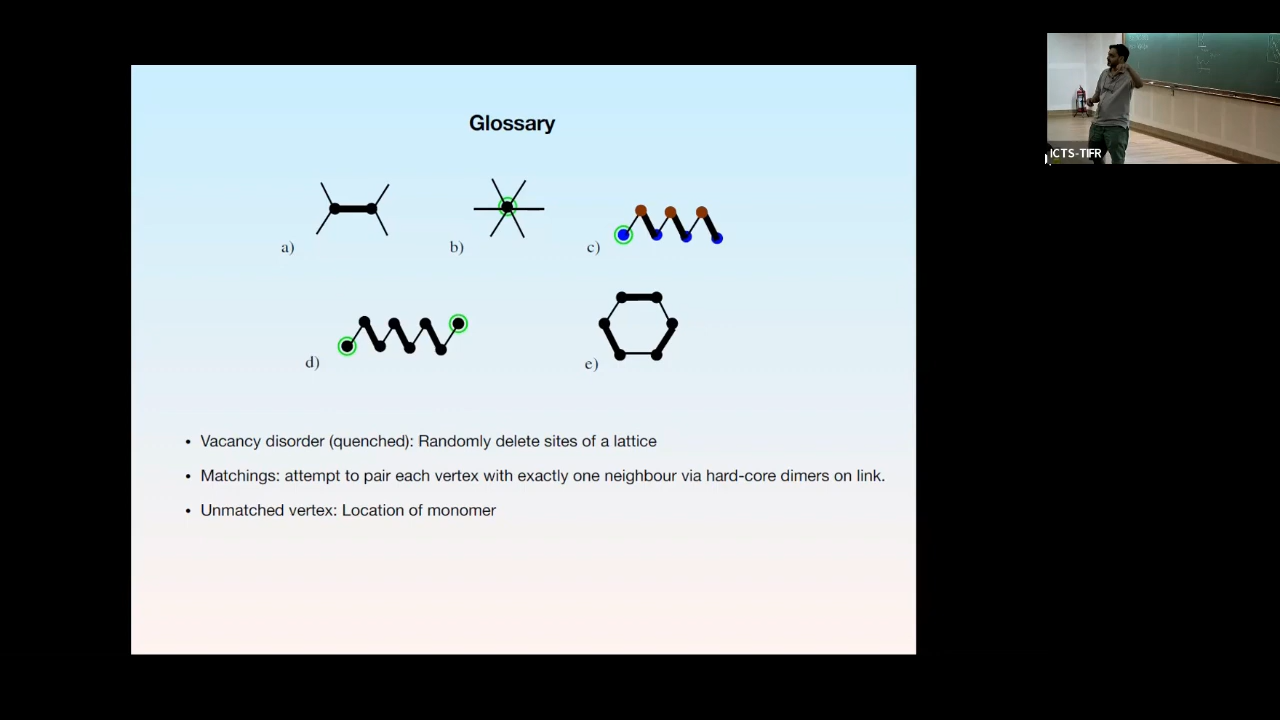 Glossary
a)
b)
c)
d)
e)
• Vacancy disorder (quenched): Randomly delete sites of a lattice
• Matchings: attempt to pair each vertex with exactly one neighbour via hard-core dimers on link.
• Unmatched vertex: Location of monomer
ICTS-TIFR